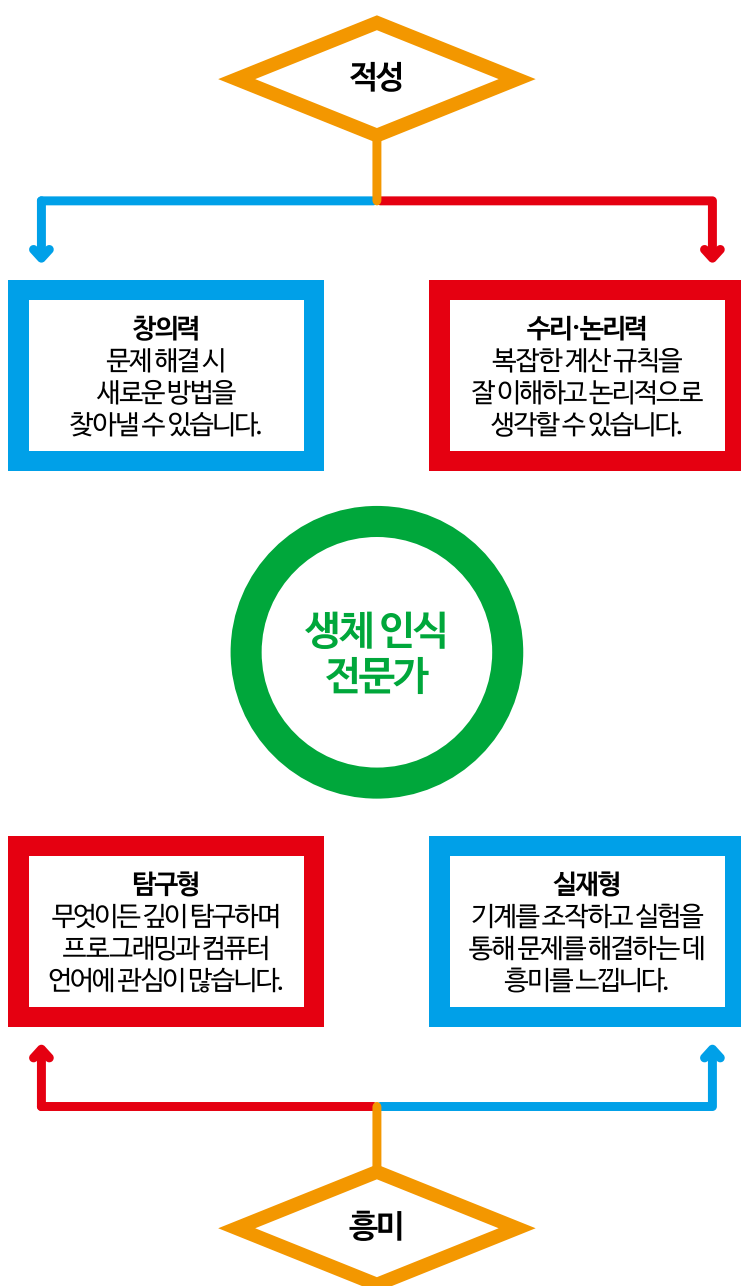 적성
창의력
문제 해결 시
새로운 방법을
찾아낼 수 있습니다.
수리·논리력
복잡한 계산 규칙을
잘 이해하고 논리적으로
생각할 수 있습니다.
생체 인식
전문가
탐구형
무엇이든 깊이 탐구하며
프로그래밍과 컴퓨터
언어에 관심이 많습니다.
실재형
기계를 조작하고 실험을
통해 문제를 해결하는 데
흥미를 느낍니다.
흥미